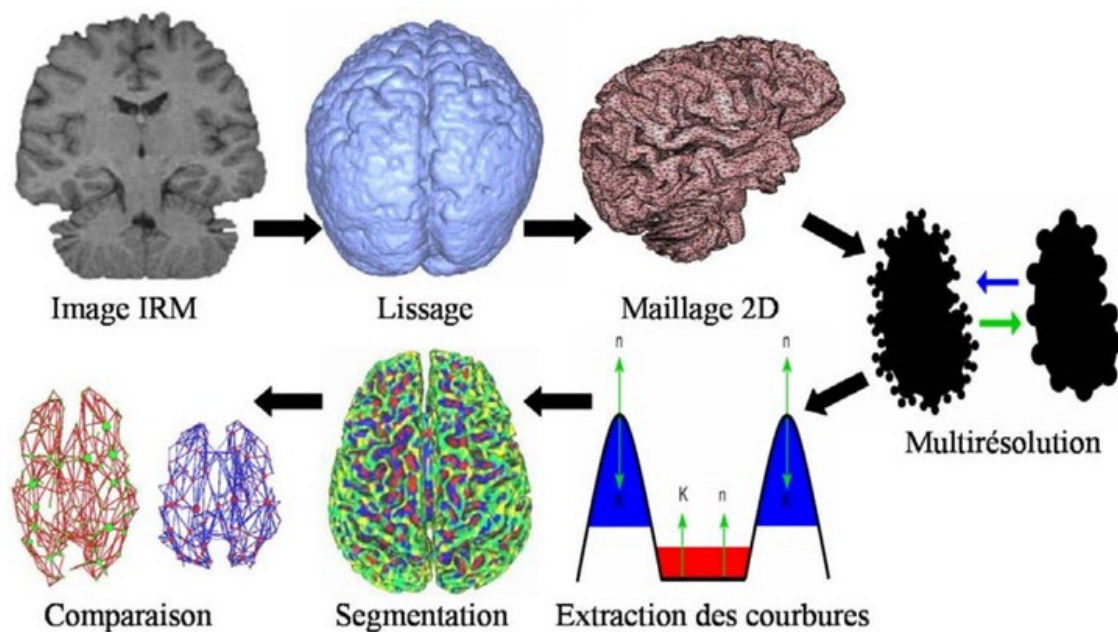 Image IRM
Lissage
Maillage 2D
Multirésolution
n
n
K
K
n
K
Extraction des courbures
Segmentation
Comparaison